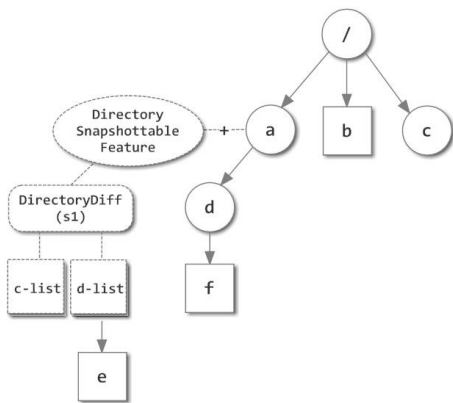 /
Directory
Snapshottable
Feature
+
a
b
c
DirectoryDiff
(s1)
d
c-list
d-list
f
e